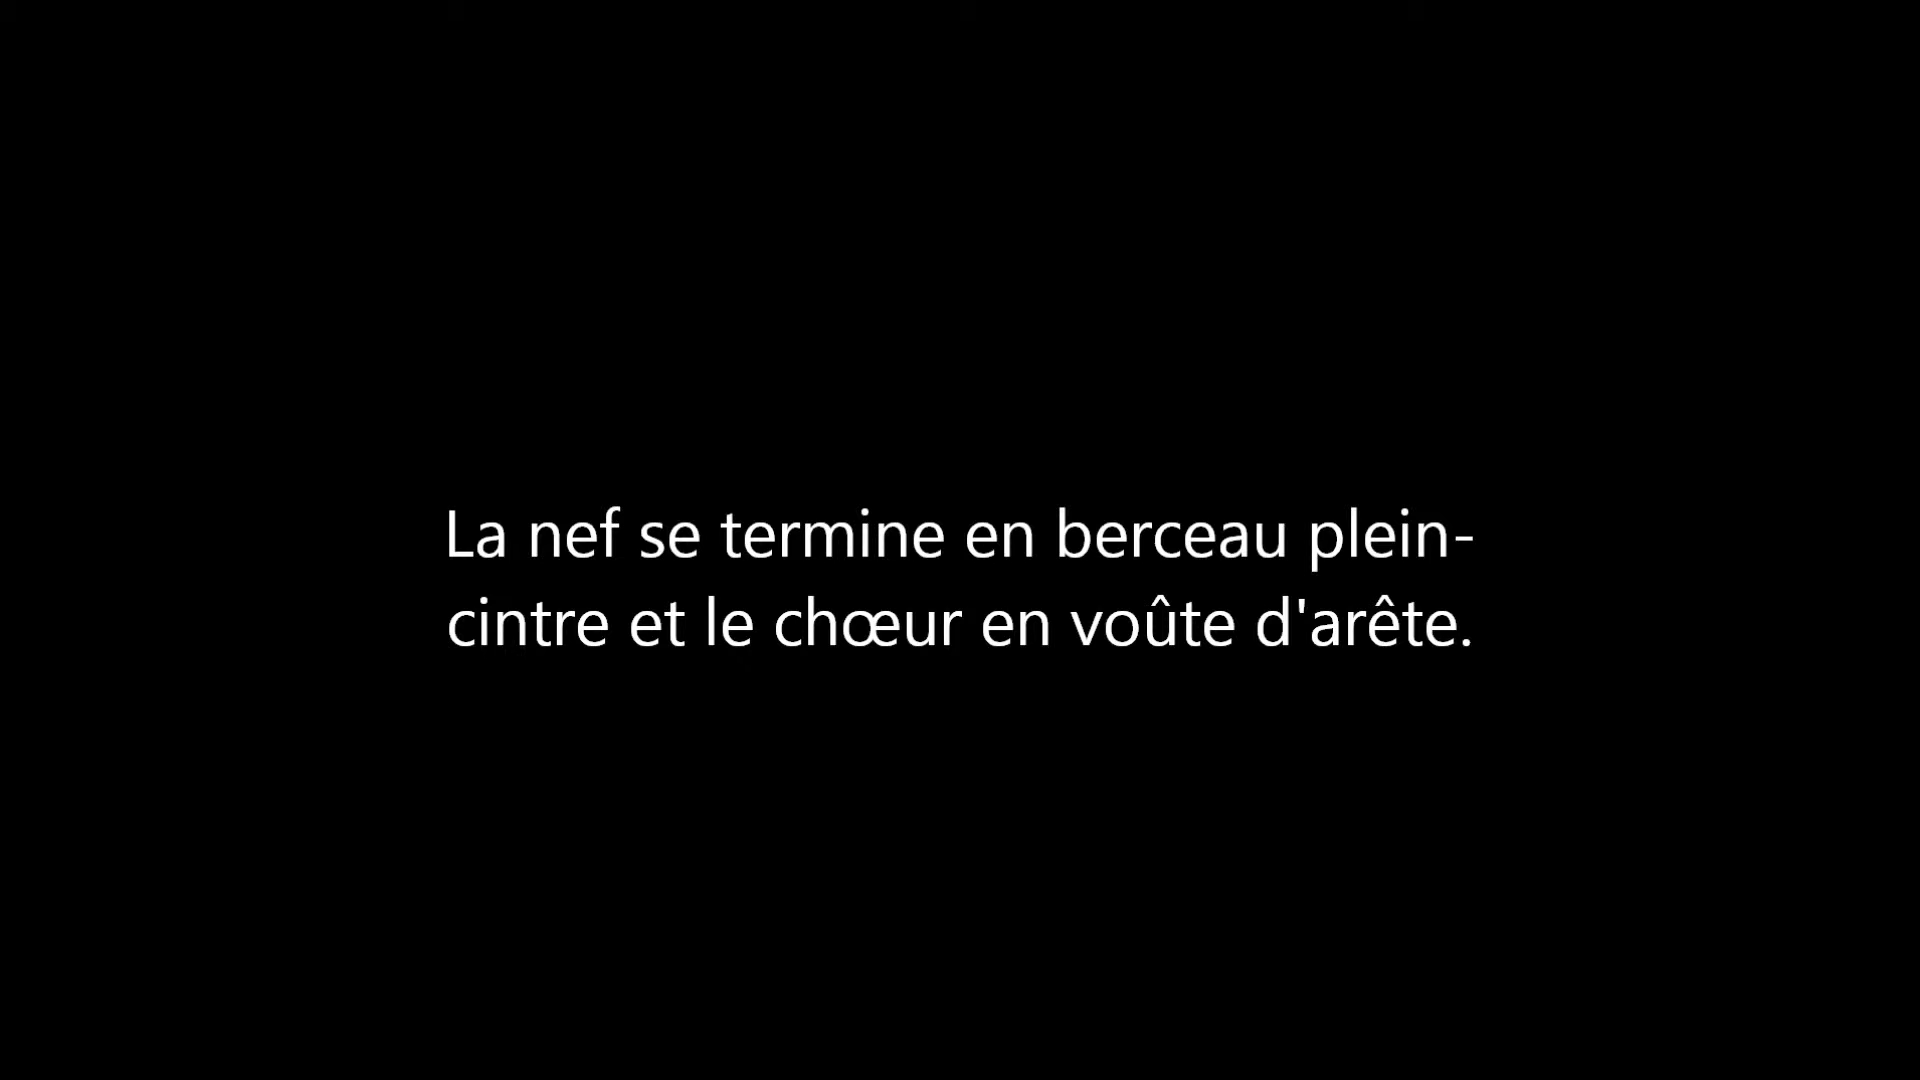 La nef se termine en berceau plein-
cintre et le chœur en voûte d'arête.